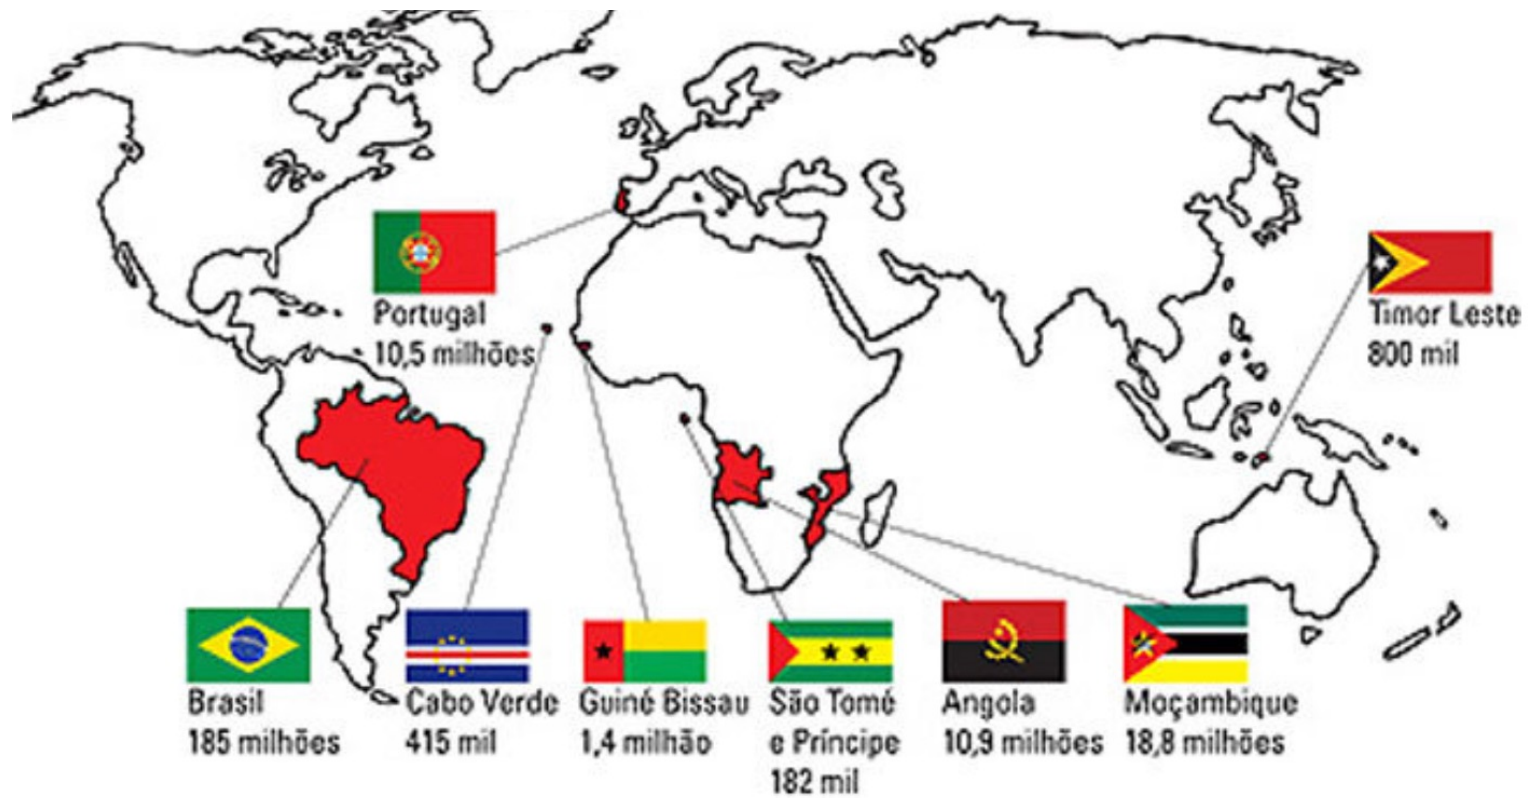 Portugal
10,5 milhões
Timor Leste
800 mil
Brasil
185 milhões
Cabo Verde
415 mil
Guiné Bissau
1,4 milhão
São Tomé
e Príncipe
182 mil
Angola
10,9 milhões
Moçambique
18,8 milhões